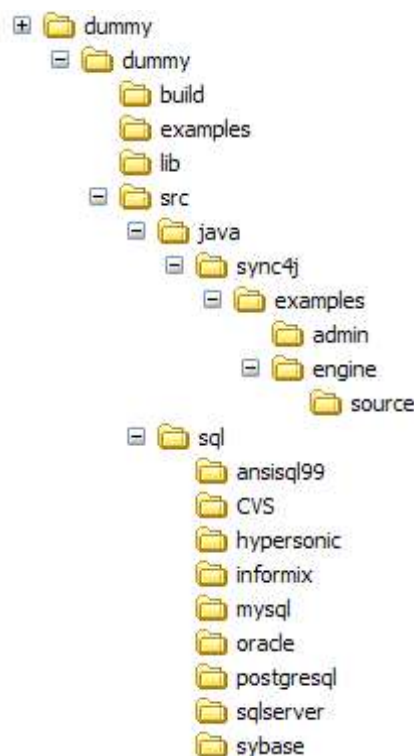 dummy
dummy
build
examples
lib
src
java
sync4j
examples
admin
engine
source
sql
ansisql99
CVS
hypersonic
informix
mysql
oracle
postgresql
sqlserver
sybase